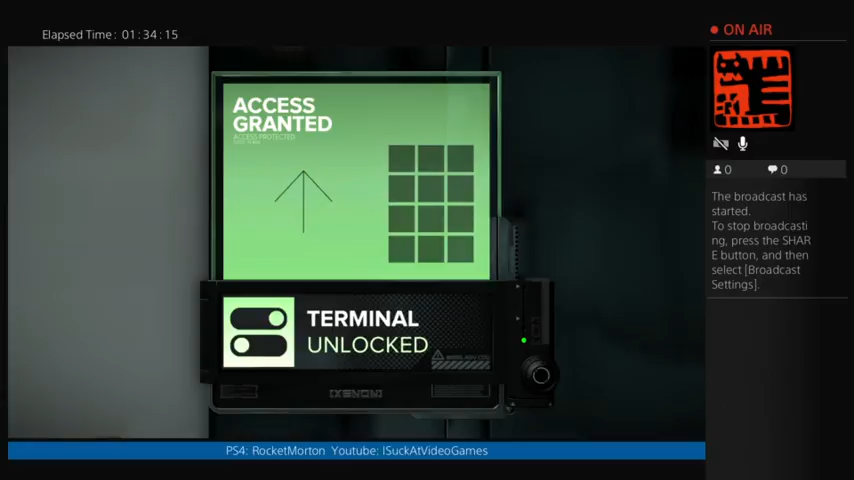 Elapsed Time: 01:34:15
ON AIR
ACCESS
GRANTED
ACCESS PROTECTED
0
0
The broadcast has
started.
To stop broadcasti
ng, press the SHAR
E button, and then
select [Broadcast
Settings].
TERMINAL
UNLOCKED
[XENON]
PS4: RocketMorton Youtube: ISuckAtVideoGames